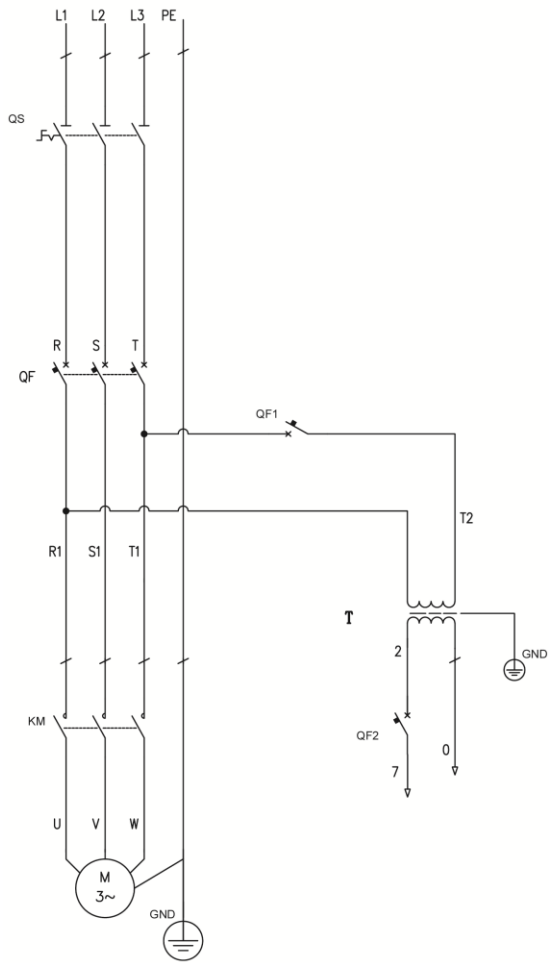 L1 L2 L3 PE
QS
R S T
QF
QF1
T2
R1 S1 T1
T
2
GND
KM
QF2
0
7
U V W
M
3~
GND